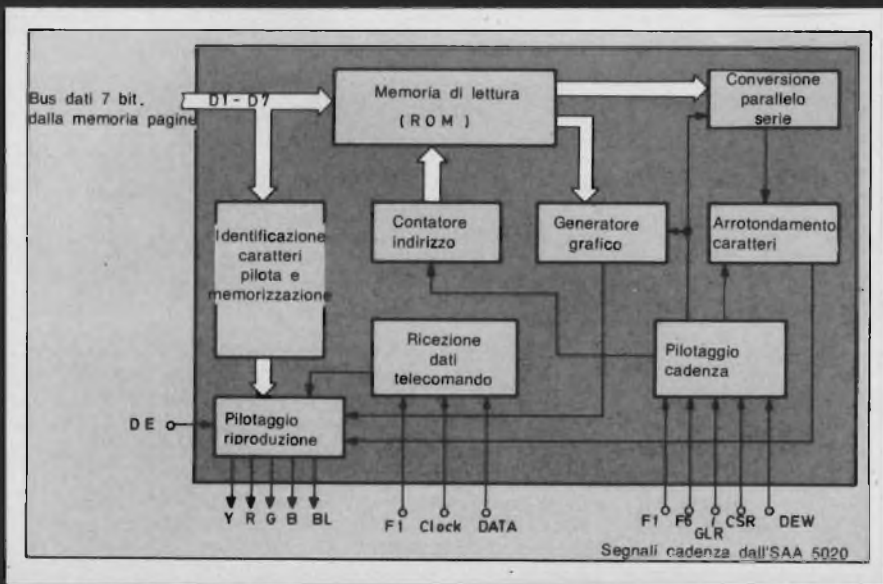 Bus dati 7 bit.
dalla memoria pagine
D1-D7
Memoria di lettura
(ROM)
Conversione
parallelo
serie
Identificazione
caratteri
pilota e
memorizzazione
Contatore
indirizzo
Generatore
grafico
Arrotondamento
caratteri
Ricezione
dati
telecomando
Pilotaggio
cadenza
DE
Pilotaggio
riproduzione
Y R G B BL
F1 Clock DATA
F1 F6 / CSR DEW
GLR
Segnali cadenza dall'SAA 5020